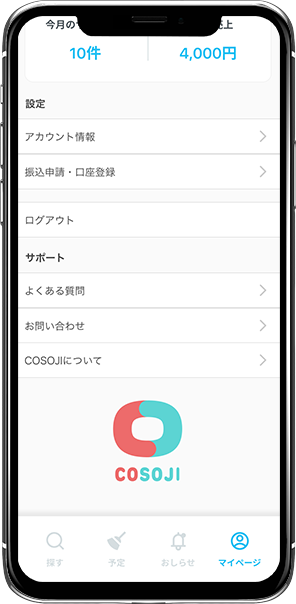 今月の
上
10件
4,000円
設定
アカウント情報
振込申請・口座登録
ログアウト
サポート
よくある質問
お問い合わせ
COSOJIについて
COSOJI
探す
予定
おしらせ
マイページ